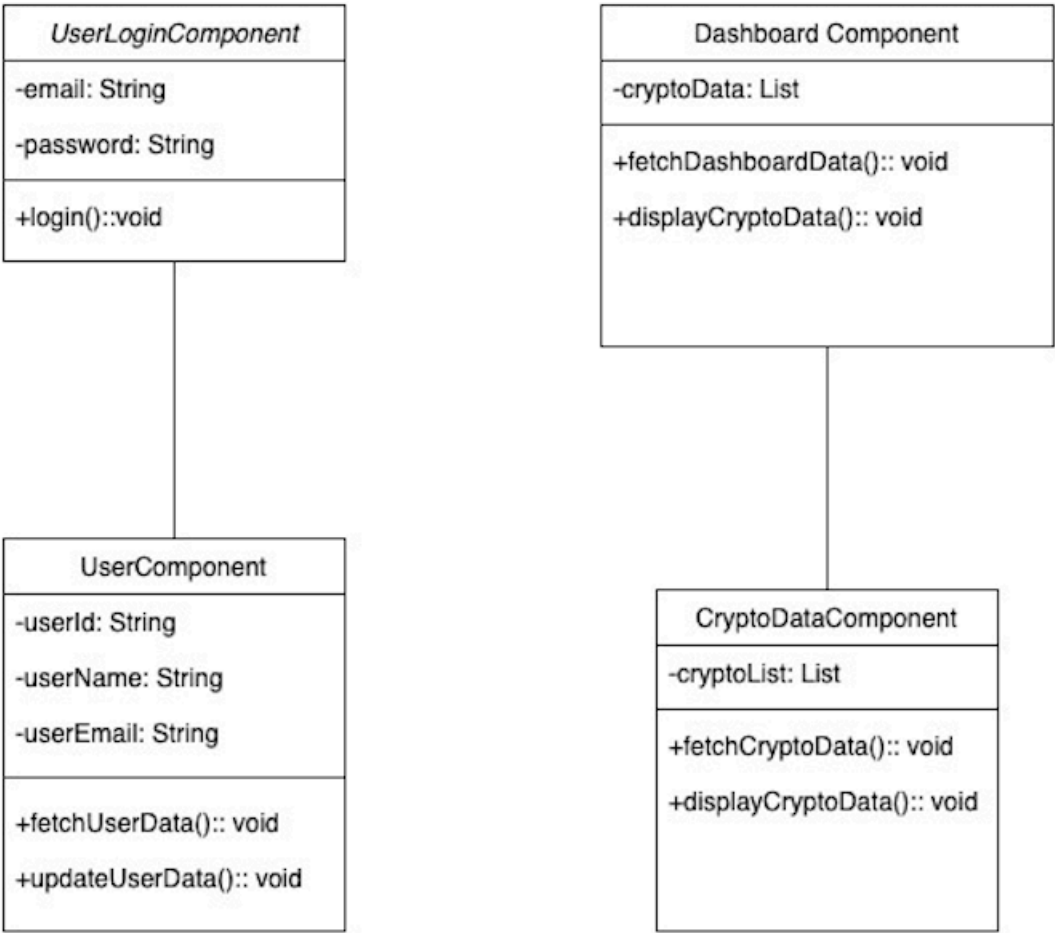 UserLoginComponent
-email: String
-password: String
+login()::void
UserComponent
-userId: String
-userName: String
-userEmail: String
+fetchUserData():: void
+updateUserData():: void
Dashboard Component
-cryptoData: List
+fetchDashboardData():: void
+displayCryptoData():: void
CryptoDataComponent
-cryptoList: List
+fetchCryptoData():: void
+displayCryptoData():: void